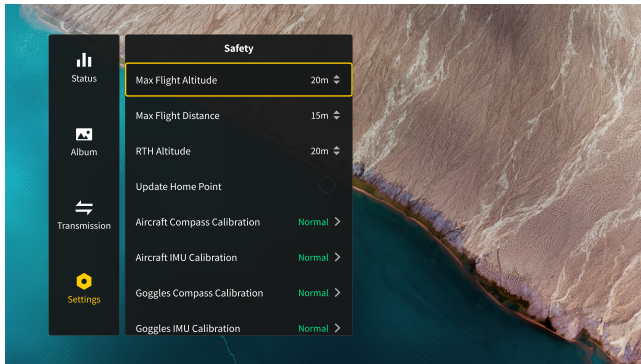 Safety
Status
Max Flight Altitude 20m
Max Flight Distance 15m
Album
RTH Altitude 20m
Update Home Point
Transmission
Aircraft Compass Calibration Normal
Aircraft IMU Calibration Normal
Settings
Goggles Compass Calibration Normal
Goggles IMU Calibration Normal